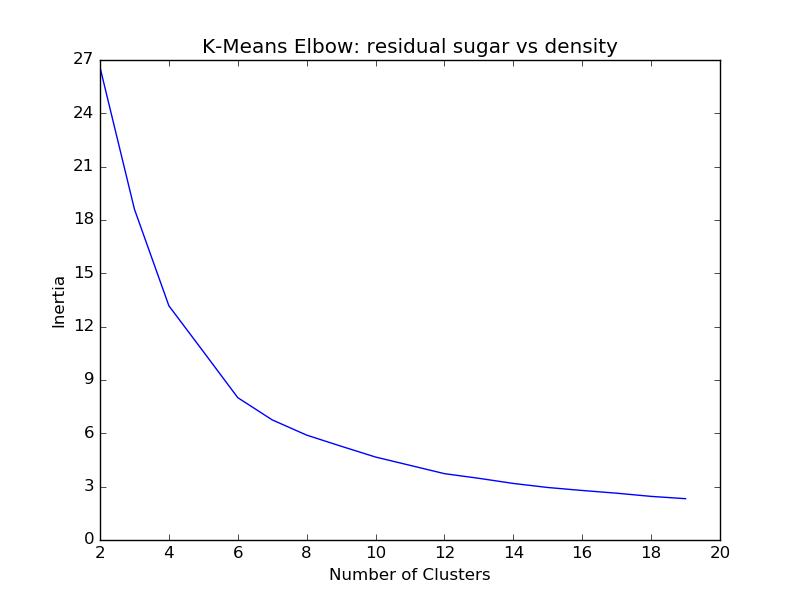 K-Means Elbow: residual sugar vs density
27
24
21
18
15
12
9
6
3
0
Inertia
2 4 6 8 10 12 14 16 18 20
Number of Clusters